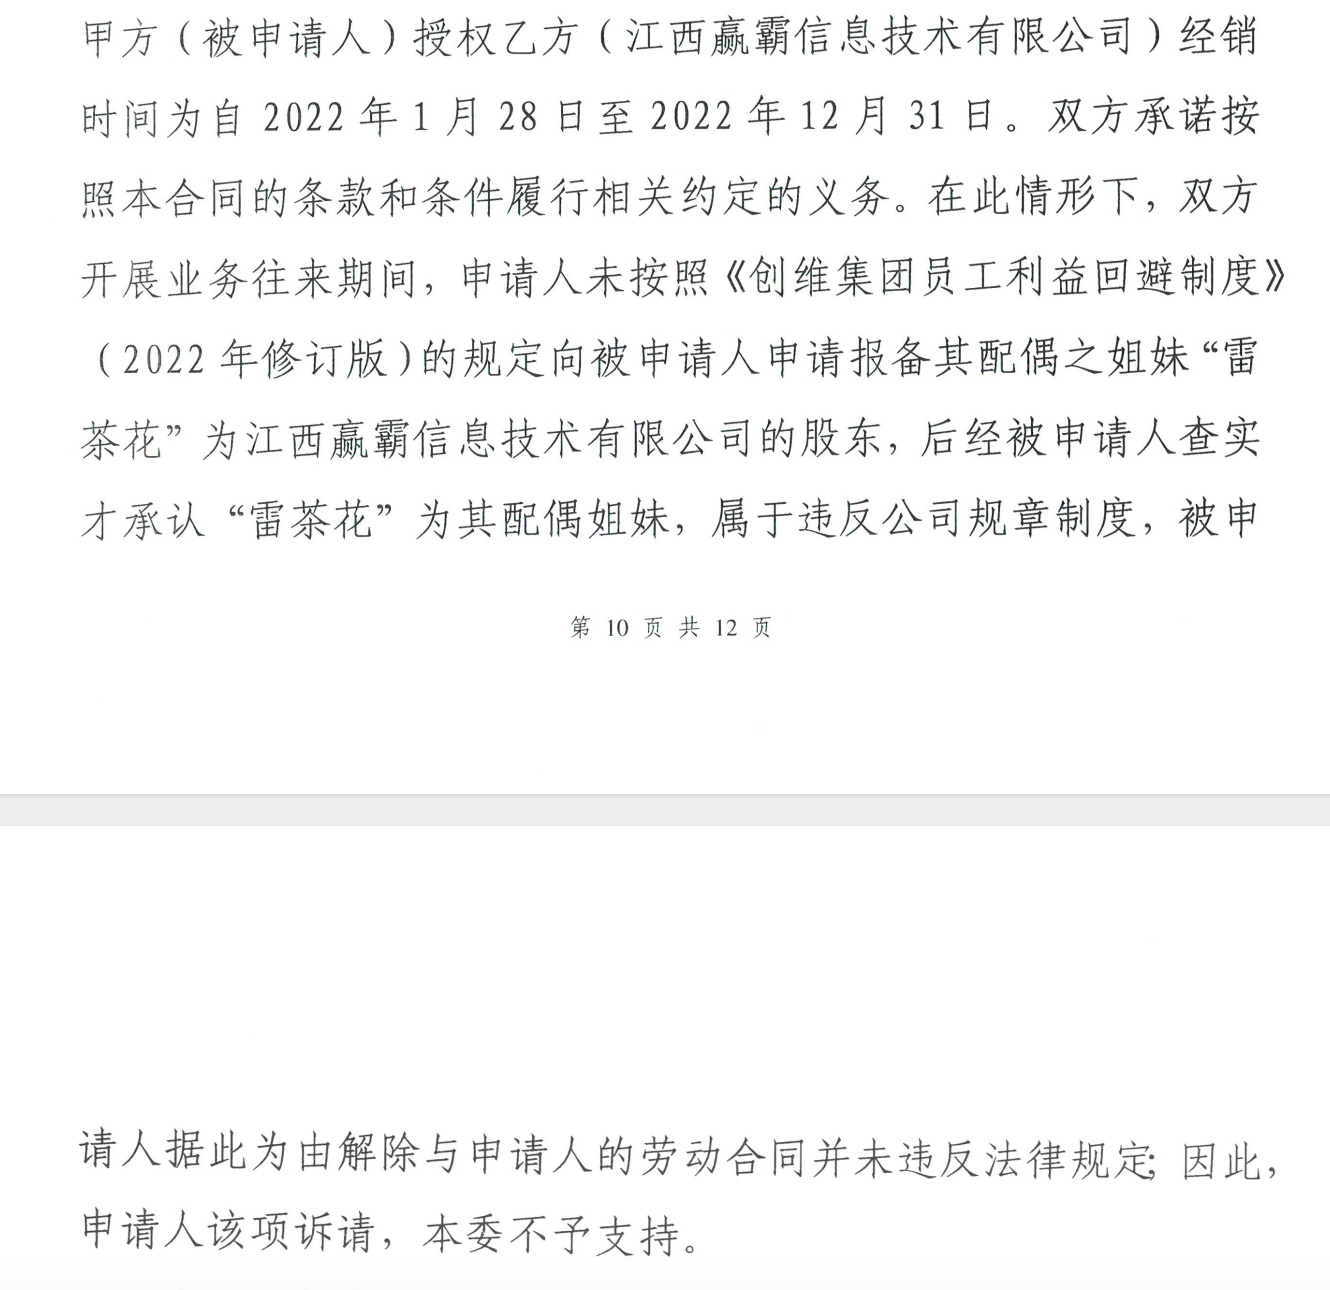 甲方（被申请人）授权乙方（江西赢霸信息技术有限公司）经销
时间为自 2022 年 1 月 28 日至 2022 年 12 月 31 日。双方承诺按
照本合同的条款和条件履行相关约定的义务。在此情形下，双方
开展业务往来期间，申请人未按照《创维集团员工利益回避制度》
（2022 年修订版）的规定向被申请人申请报备其配偶之姐妹“雷
茶花”为江西赢霸信息技术有限公司的股东，后经被申请人查实
才承认“雷茶花”为其配偶姐妹，属于违反公司规章制度，被申
第 10 页 共 12 页
请人据此为由解除与申请人的劳动合同并未违反法律规定；因此，
申请人该项诉请，本委不予支持。